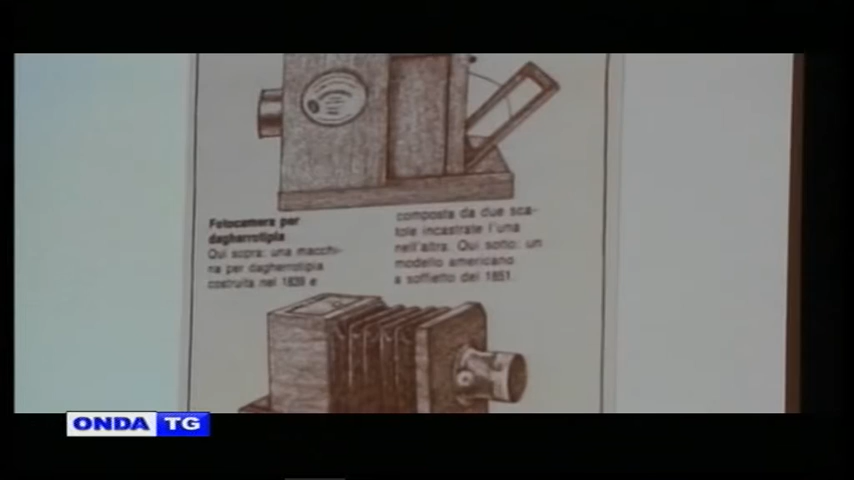 Fotocamera per
dagherrotipia
Qui sopra: una macchi-
na per dagherrotipia
costruita nel 1839 e
composta da due sca-
tole incastrate l'una
nell'altra. Qui sotto: un
modello americano
a soffietto del 1851.
ONDA TG